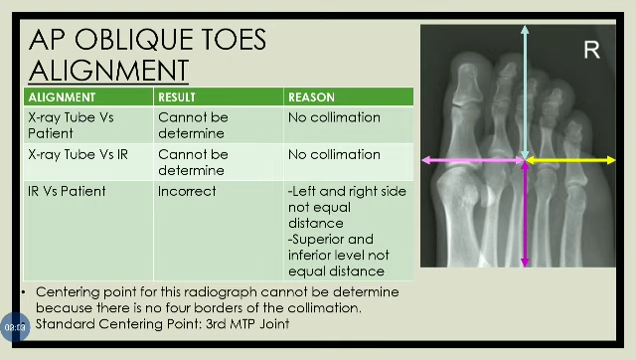 AP OBLIQUE TOES
ALIGNMENT
ALIGNMENT RESULT REASON
X-ray Tube Vs Patient Cannot be determine No collimation
X-ray Tube Vs IR Cannot be determine No collimation
IR Vs Patient Incorrect -Left and right side not equal distance
-Superior and inferior level not equal distance
• Centering point for this radiograph cannot be determine
because there is no four borders of the collimation.
Standard Centering Point: 3rd MTP Joint
R